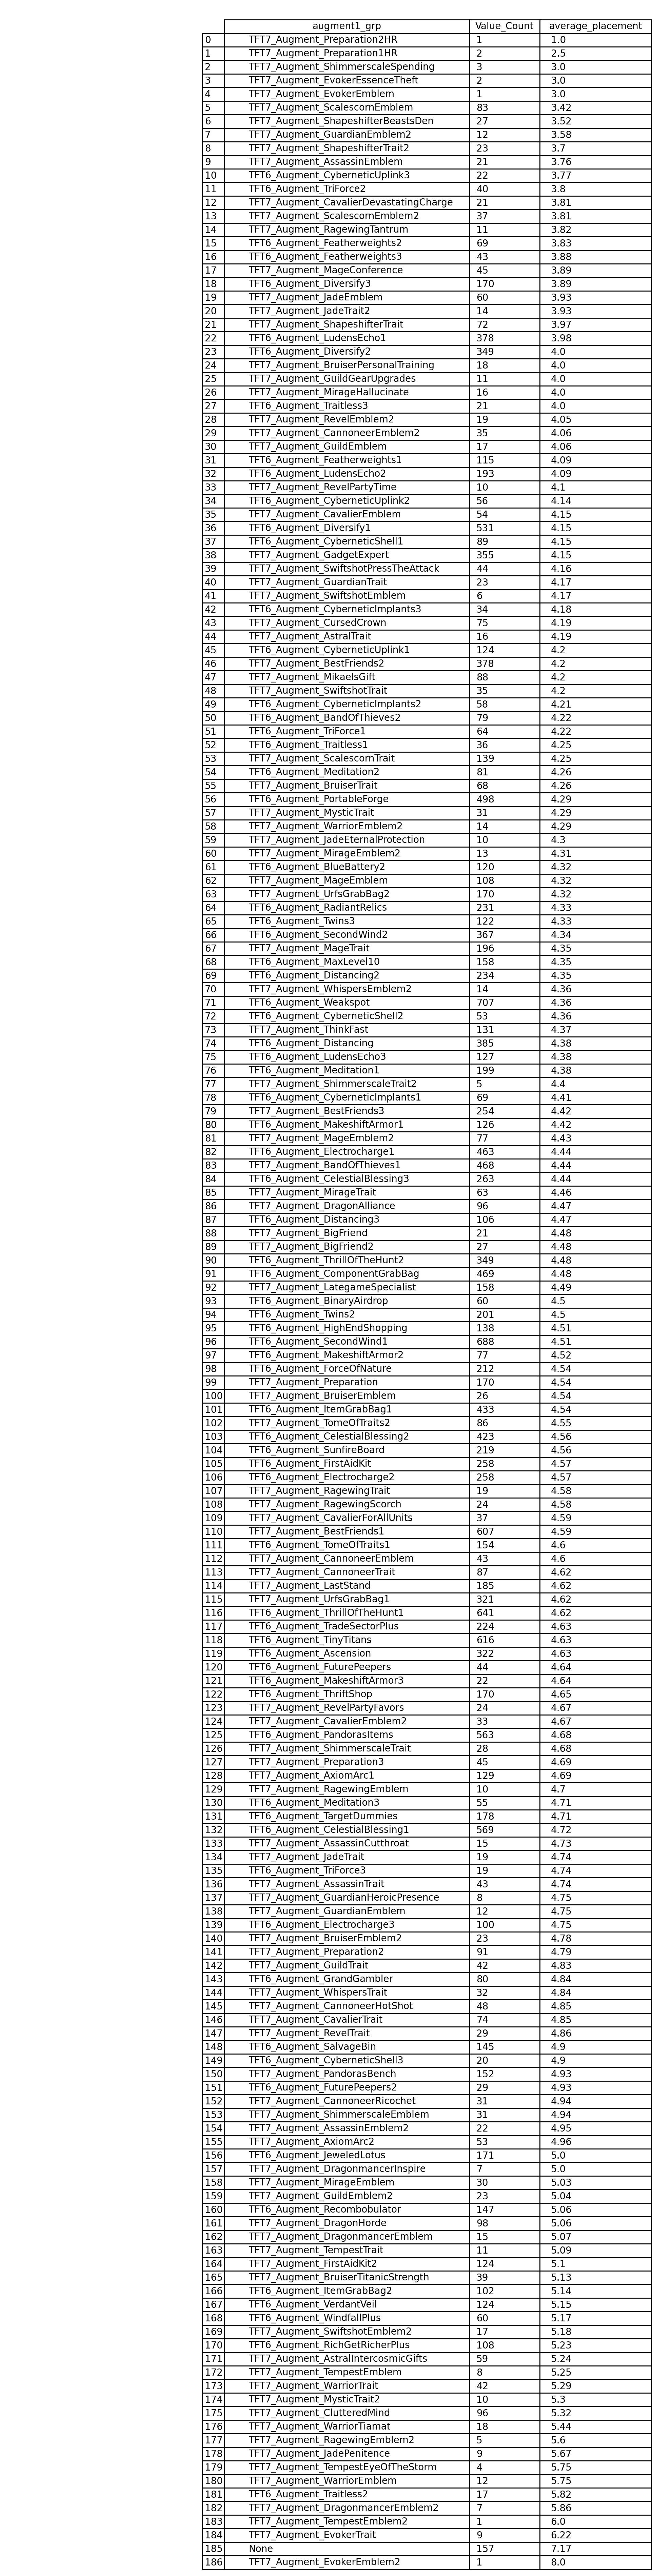 augment1_grp Value_Count average_placement
0 TFT7_Augment_Preparation2HR 1 1.0
1 TFT7_Augment_Preparation1HR 2 2.5
2 TFT7_Augment_ShimmerscaleSpending 3 3.0
3 TFT7_Augment_EvokerEssenceTheft 2 3.0
4 TFT7_Augment_EvokerEmblem 1 3.0
5 TFT7_Augment_ScalescornEmblem 83 3.42
6 TFT7_Augment_ShapeshifterBeastsDen 27 3.52
7 TFT7_Augment_GuardianEmblem2 12 3.58
8 TFT7_Augment_ShapeshifterTrait2 23 3.7
9 TFT7_Augment_AssassinEmblem 21 3.76
10 TFT6_Augment_CyberneticUplink3 22 3.77
11 TFT6_Augment_TriForce2 40 3.8
12 TFT7_Augment_CavalierDevastatingCharge 21 3.81
13 TFT7_Augment_ScalescornEmblem2 37 3.81
14 TFT7_Augment_RagewingTantrum 11 3.82
15 TFT6_Augment_Featherweights2 69 3.83
16 TFT6_Augment_Featherweights3 43 3.88
17 TFT7_Augment_MageConference 45 3.89
18 TFT6_Augment_Diversify3 170 3.89
19 TFT7_Augment_JadeEmblem 60 3.93
20 TFT7_Augment_JadeTrait2 14 3.93
21 TFT7_Augment_ShapeshifterTrait 72 3.97
22 TFT6_Augment_LudensEcho1 378 3.98
23 TFT6_Augment_Diversify2 349 4.0
24 TFT7_Augment_BruiserPersonalTraining 18 4.0
25 TFT7_Augment_GuildGearUpgrades 11 4.0
26 TFT7_Augment_MirageHallucinate 16 4.0
27 TFT6_Augment_Traitless3 21 4.0
28 TFT7_Augment_RevelEmblem2 19 4.05
29 TFT7_Augment_CannoneerEmblem2 35 4.06
30 TFT7_Augment_GuildEmblem 17 4.06
31 TFT6_Augment_Featherweights1 115 4.09
32 TFT6_Augment_LudensEcho2 193 4.09
33 TFT7_Augment_RevelPartyTime 10 4.1
34 TFT6_Augment_CyberneticUplink2 56 4.14
35 TFT7_Augment_CavalierEmblem 54 4.15
36 TFT6_Augment_Diversify1 531 4.15
37 TFT6_Augment_CyberneticShell1 89 4.15
38 TFT7_Augment_GadgetExpert 355 4.15
39 TFT7_Augment_SwiftshotPressTheAttack 44 4.16
40 TFT7_Augment_GuardianTrait 23 4.17
41 TFT7_Augment_SwiftshotEmblem 6 4.17
42 TFT6_Augment_CyberneticImplants3 34 4.18
43 TFT7_Augment_CursedCrown 75 4.19
44 TFT7_Augment_AstralTrait 16 4.19
45 TFT6_Augment_CyberneticUplink1 124 4.2
46 TFT7_Augment_BestFriends2 378 4.2
47 TFT7_Augment_MikaelsGift 88 4.2
48 TFT7_Augment_SwiftshotTrait 35 4.2
49 TFT6_Augment_CyberneticImplants2 58 4.21
50 TFT6_Augment_BandOfThieves2 79 4.22
51 TFT6_Augment_TriForce1 64 4.22
52 TFT6_Augment_Traitless1 36 4.25
53 TFT7_Augment_ScalescornTrait 139 4.25
54 TFT6_Augment_Meditation2 81 4.26
55 TFT7_Augment_BruiserTrait 68 4.26
56 TFT6_Augment_PortableForge 498 4.29
57 TFT7_Augment_MysticTrait 31 4.29
58 TFT7_Augment_WarriorEmblem2 14 4.29
59 TFT7_Augment_JadeEternalProtection 10 4.3
60 TFT7_Augment_MirageEmblem2 13 4.31
61 TFT6_Augment_BlueBattery2 120 4.32
62 TFT7_Augment_MageEmblem 108 4.32
63 TFT7_Augment_UrfsGrabBag2 170 4.32
64 TFT6_Augment_RadiantRelics 231 4.33
65 TFT6_Augment_Twins3 122 4.33
66 TFT6_Augment_SecondWind2 367 4.34
67 TFT7_Augment_MageTrait 196 4.35
68 TFT6_Augment_MaxLevel10 158 4.35
69 TFT6_Augment_Distancing2 234 4.35
70 TFT7_Augment_WhispersEmblem2 14 4.36
71 TFT6_Augment_Weakspot 707 4.36
72 TFT6_Augment_CyberneticShell2 53 4.36
73 TFT7_Augment_ThinkFast 131 4.37
74 TFT6_Augment_Distancing 385 4.38
75 TFT6_Augment_LudensEcho3 127 4.38
76 TFT6_Augment_Meditation1 199 4.38
77 TFT7_Augment_ShimmerscaleTrait2 5 4.4
78 TFT6_Augment_CyberneticImplants1 69 4.41
79 TFT7_Augment_BestFriends3 254 4.42
80 TFT6_Augment_MakeshiftArmor1 126 4.42
81 TFT7_Augment_MageEmblem2 77 4.43
82 TFT6_Augment_Electrocharge1 463 4.44
83 TFT7_Augment_BandOfThieves1 468 4.44
84 TFT6_Augment_CelestialBlessing3 263 4.44
85 TFT7_Augment_MirageTrait 63 4.46
86 TFT7_Augment_DragonAlliance 96 4.47
87 TFT6_Augment_Distancing3 106 4.47
88 TFT7_Augment_BigFriend 21 4.48
89 TFT7_Augment_BigFriend2 27 4.48
90 TFT6_Augment_ThrillOfTheHunt2 349 4.48
91 TFT6_Augment_ComponentGrabBag 469 4.48
92 TFT7_Augment_LategameSpecialist 158 4.49
93 TFT6_Augment_BinaryAirdrop 60 4.5
94 TFT6_Augment_Twins2 201 4.5
95 TFT6_Augment_HighEndShopping 138 4.51
96 TFT6_Augment_SecondWind1 688 4.51
97 TFT6_Augment_MakeshiftArmor2 77 4.52
98 TFT6_Augment_ForceOfNature 212 4.54
99 TFT7_Augment_Preparation 170 4.54
100 TFT7_Augment_BruiserEmblem 26 4.54
101 TFT6_Augment_ItemGrabBag1 433 4.54
102 TFT6_Augment_TomeOfTraits2 86 4.55
103 TFT6_Augment_CelestialBlessing2 423 4.56
104 TFT6_Augment_SunfireBoard 219 4.56
105 TFT6_Augment_FirstAidKit 258 4.57
106 TFT6_Augment_Electrocharge2 258 4.57
107 TFT7_Augment_RagewingTrait 19 4.58
108 TFT7_Augment_RagewingScorch 24 4.58
109 TFT7_Augment_CavalierForAllUnits 37 4.59
110 TFT7_Augment_BestFriends1 607 4.59
111 TFT6_Augment_TomeOfTraits1 154 4.6
112 TFT7_Augment_CannoneerEmblem 43 4.6
113 TFT7_Augment_CannoneerTrait 87 4.62
114 TFT7_Augment_LastStand 185 4.62
115 TFT7_Augment_UrfsGrabBag1 321 4.62
116 TFT6_Augment_ThrillOfTheHunt1 641 4.62
117 TFT6_Augment_TradeSectorPlus 224 4.63
118 TFT6_Augment_TinyTitans 616 4.63
119 TFT6_Augment_Ascension 322 4.63
120 TFT6_Augment_FuturePeepers 44 4.64
121 TFT6_Augment_MakeshiftArmor3 22 4.64
122 TFT6_Augment_ThriftShop 170 4.65
123 TFT7_Augment_RevelPartyFavors 24 4.67
124 TFT7_Augment_CavalierEmblem2 33 4.67
125 TFT6_Augment_PandorasItems 563 4.68
126 TFT7_Augment_ShimmerscaleTrait 28 4.68
127 TFT7_Augment_Preparation3 45 4.69
128 TFT7_Augment_AxiomArc1 129 4.69
129 TFT7_Augment_RagewingEmblem 10 4.7
130 TFT6_Augment_Meditation3 55 4.71
131 TFT6_Augment_TargetDummies 178 4.71
132 TFT6_Augment_CelestialBlessing1 569 4.72
133 TFT7_Augment_AssassinCutthroat 15 4.73
134 TFT7_Augment_JadeTrait 19 4.74
135 TFT6_Augment_TriForce3 19 4.74
136 TFT7_Augment_AssassinTrait 43 4.74
137 TFT7_Augment_GuardianHeroicPresence 8 4.75
138 TFT7_Augment_GuardianEmblem 12 4.75
139 TFT6_Augment_Electrocharge3 100 4.75
140 TFT7_Augment_BruiserEmblem2 23 4.78
141 TFT7_Augment_Preparation2 91 4.79
142 TFT7_Augment_GuildTrait 42 4.83
143 TFT6_Augment_GrandGambler 80 4.84
144 TFT7_Augment_WhispersTrait 32 4.84
145 TFT7_Augment_CannoneerHotShot 48 4.85
146 TFT7_Augment_CavalierTrait 74 4.85
147 TFT7_Augment_RevelTrait 29 4.86
148 TFT6_Augment_SalvageBin 145 4.9
149 TFT6_Augment_CyberneticShell3 20 4.9
150 TFT7_Augment_PandorasBench 152 4.93
151 TFT6_Augment_FuturePeepers2 29 4.93
152 TFT7_Augment_CannoneerRicochet 31 4.94
153 TFT7_Augment_ShimmerscaleEmblem 31 4.94
154 TFT7_Augment_AssassinEmblem2 22 4.95
155 TFT7_Augment_AxiomArc2 53 4.96
156 TFT6_Augment_JeweledLotus 171 5.0
157 TFT7_Augment_DragonmancerInspire 7 5.0
158 TFT7_Augment_MirageEmblem 30 5.03
159 TFT7_Augment_GuildEmblem2 23 5.04
160 TFT6_Augment_Recombobulator 147 5.06
161 TFT7_Augment_DragonHorde 98 5.06
162 TFT7_Augment_DragonmancerEmblem 15 5.07
163 TFT7_Augment_TempestTrait 11 5.09
164 TFT7_Augment_FirstAidKit2 124 5.1
165 TFT7_Augment_BruiserTitanicStrength 39 5.13
166 TFT6_Augment_ItemGrabBag2 102 5.14
167 TFT6_Augment_VerdantVeil 124 5.15
168 TFT6_Augment_WindfallPlus 60 5.17
169 TFT7_Augment_SwiftshotEmblem2 17 5.18
170 TFT6_Augment_RichGetRicherPlus 108 5.23
171 TFT7_Augment_AstralIntercosmicGifts 59 5.24
172 TFT7_Augment_TempestEmblem 8 5.25
173 TFT7_Augment_WarriorTrait 42 5.29
174 TFT7_Augment_MysticTrait2 10 5.3
175 TFT7_Augment_ClutteredMind 96 5.32
176 TFT7_Augment_WarriorTiamat 18 5.44
177 TFT7_Augment_RagewingEmblem2 5 5.6
178 TFT7_Augment_JadePenitence 9 5.67
179 TFT7_Augment_TempestEyeOfTheStorm 4 5.75
180 TFT7_Augment_WarriorEmblem 12 5.75
181 TFT6_Augment_Traitless2 17 5.82
182 TFT7_Augment_DragonmancerEmblem2 7 5.86
183 TFT7_Augment_TempestEmblem2 1 6.0
184 TFT7_Augment_EvokerTrait 9 6.22
185 None 157 7.17
186 TFT7_Augment_EvokerEmblem2 1 8.0